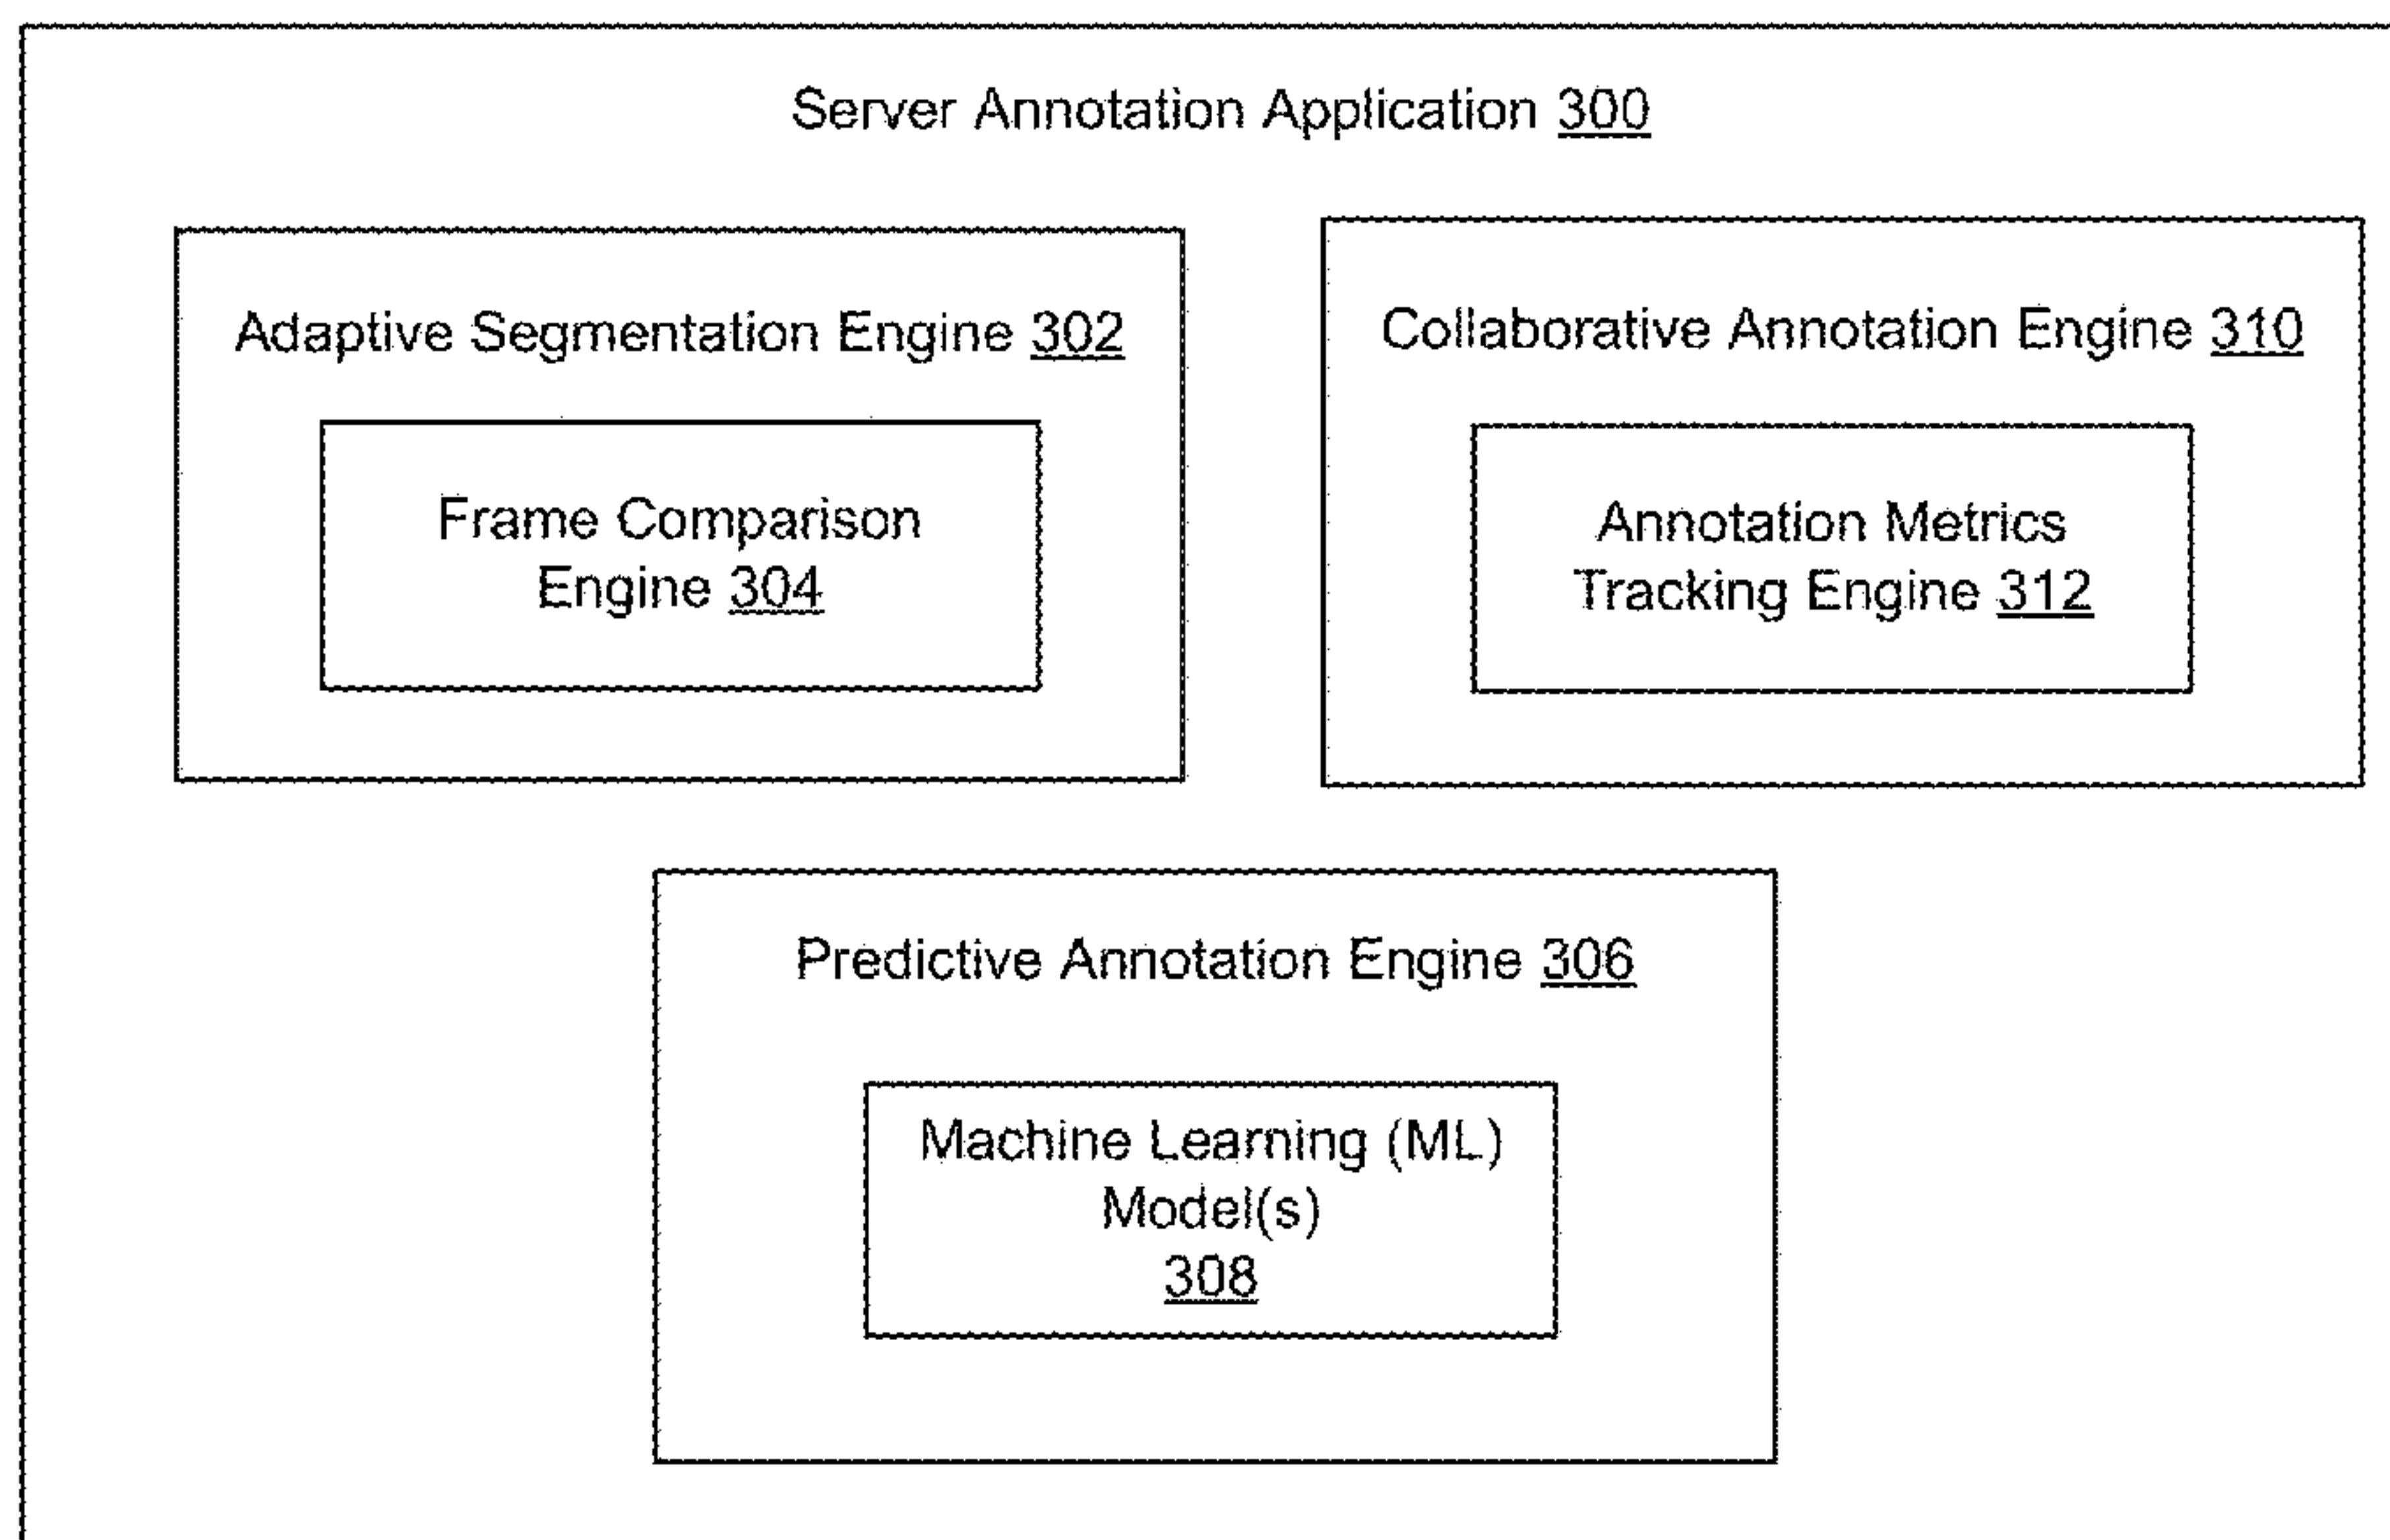 Server Annotation Application 300
Adaptive Segmentation Engine 302
Frame Comparison
Engine 304
Collaborative Annotation Engine 310
Annotation Metrics
Tracking Engine 312
Predictive Annotation Engine 306
Machine Learning (ML)
Model(s)
308